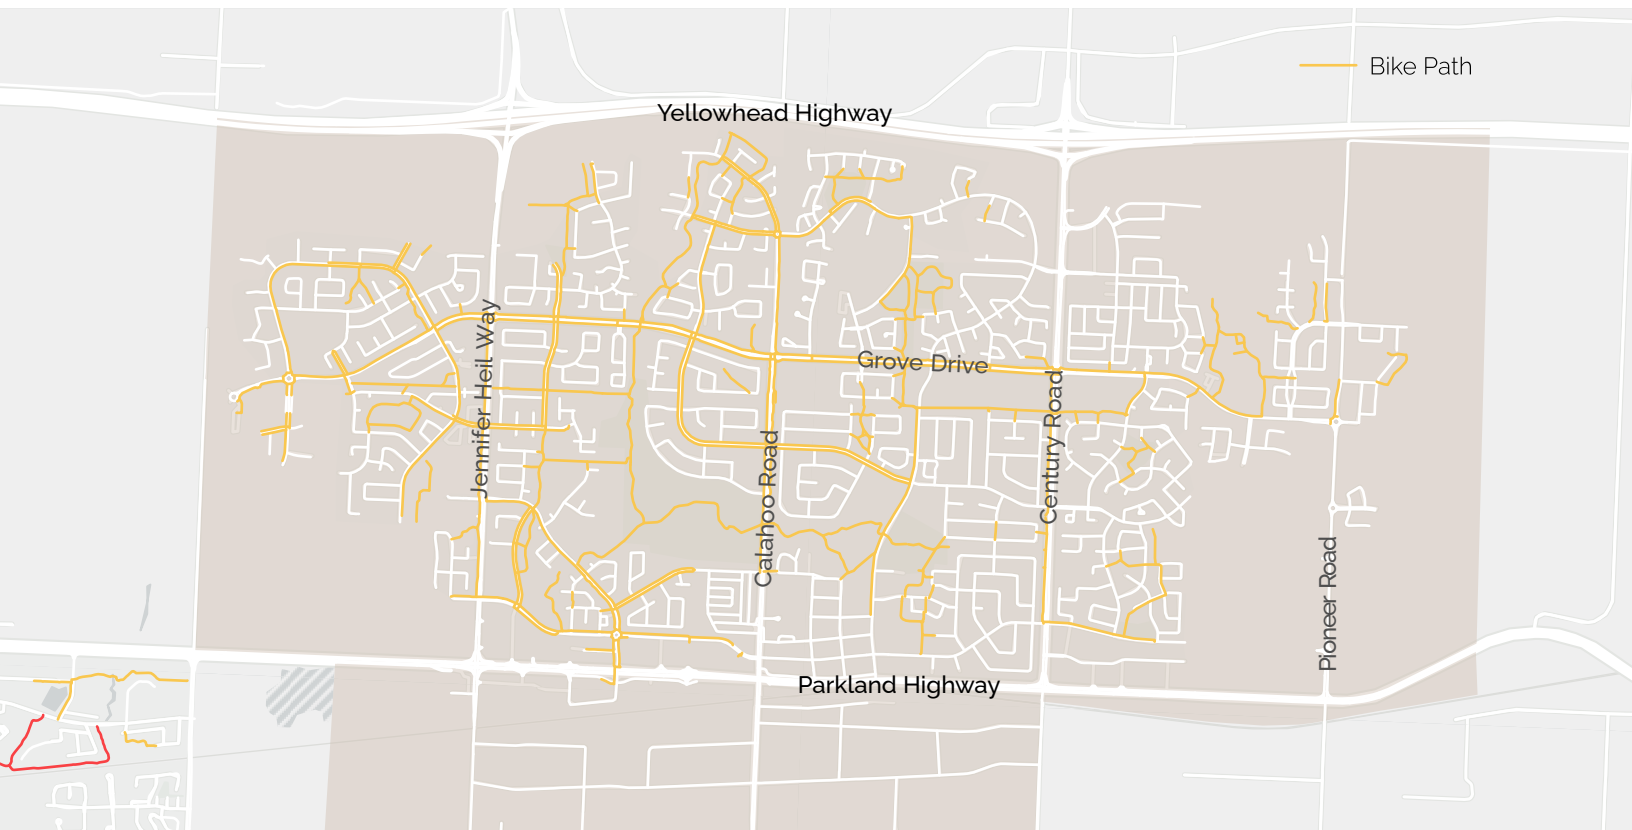 Bike Path
Yellowhead Highway
Jennifer Heil Way
Grove Drive
Century Road
Calahoo Road
Pioneer Road
Parkland Highway